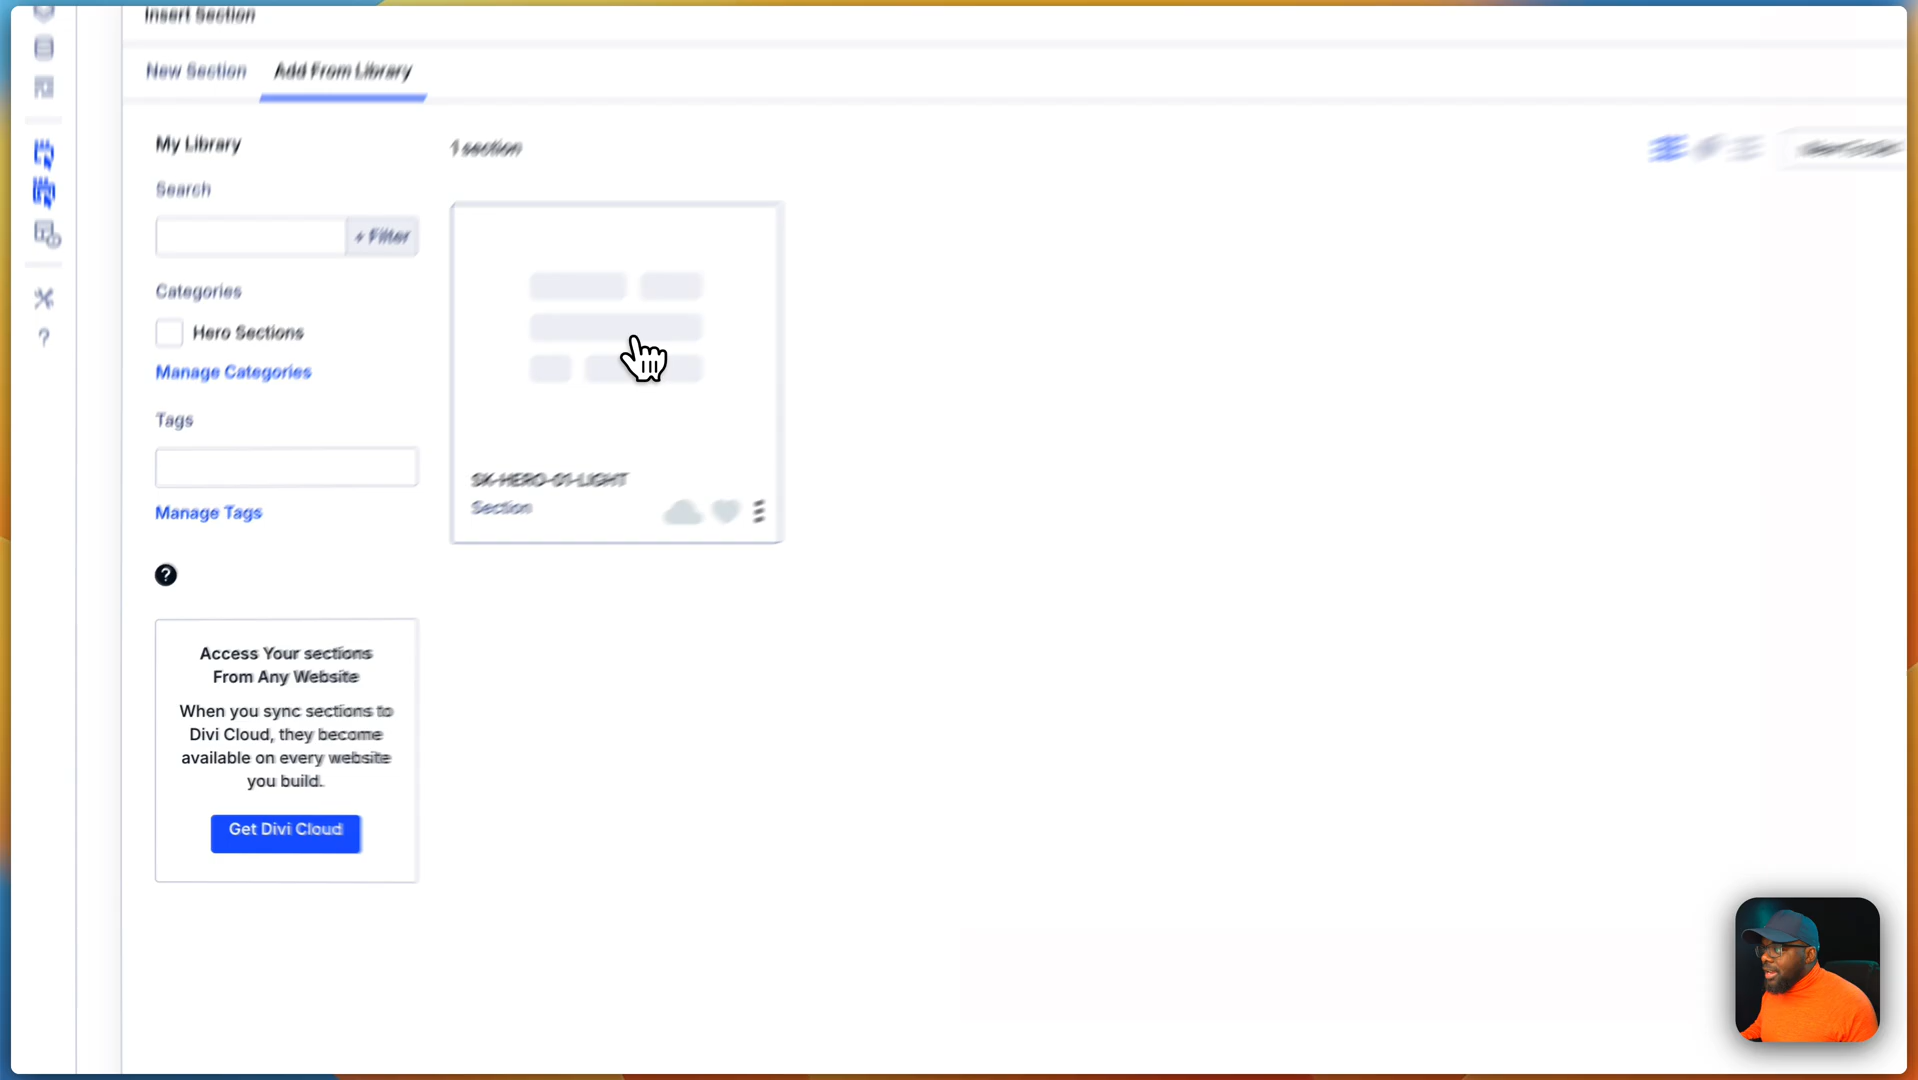 Insert Section
New Section
Add From Library
My Library
1 section
Search
+ Filter
Categories
Hero Sections
Manage Categories
Tags
Manage Tags
?
SK-HERO-01-LIGHT
Section
Access Your sections
From Any Website
When you sync sections to
Divi Cloud, they become
available on every website
you build.
Get Divi Cloud
?